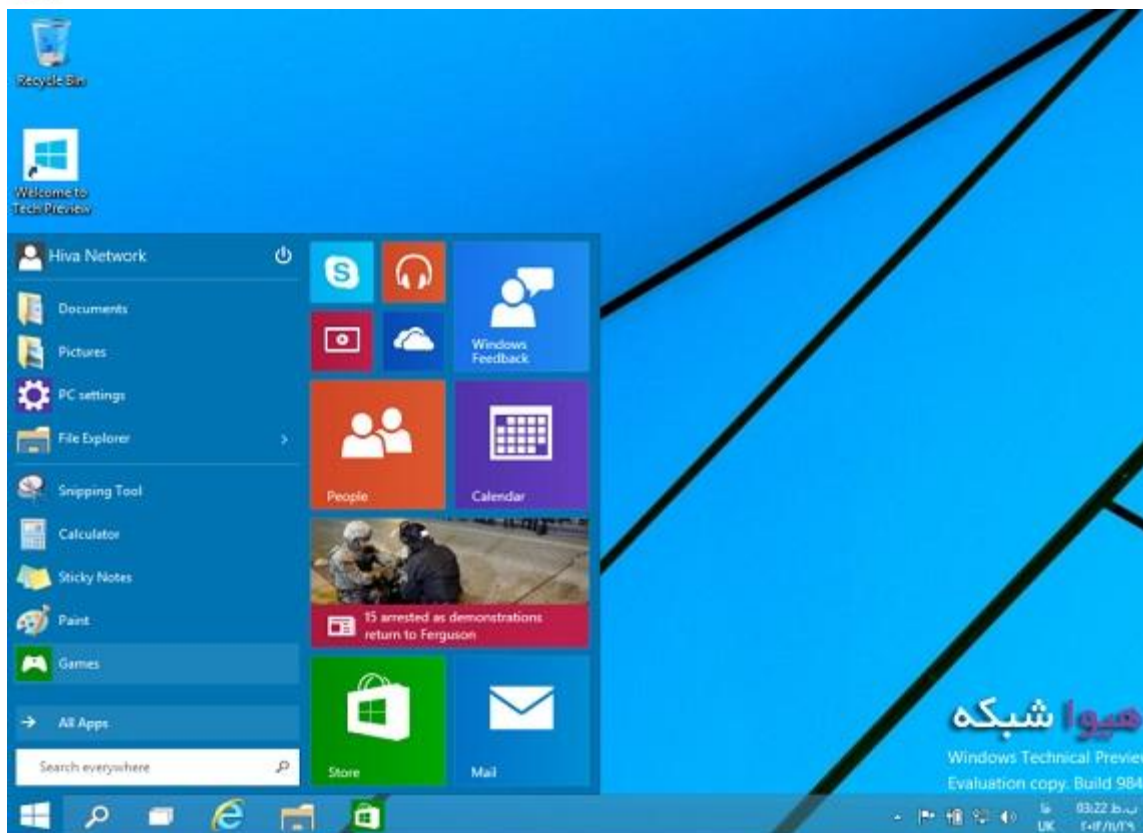 Recycle Bin
Welcome to
Tech Preview
Hiva Network
Documents
Pictures
PC settings
File Explorer
Snipping Tool
Calculator
Sticky Notes
Paint
Games
All Apps
Search everywhere
S
Windows
Feedback
People
Calendar
15 arrested as demonstrations
return to Ferguson
Store
Mail
هیوا شبکه
Windows Technical Previe
Evaluation copy. Build 984
فا
UK
03:22 ب.ظ